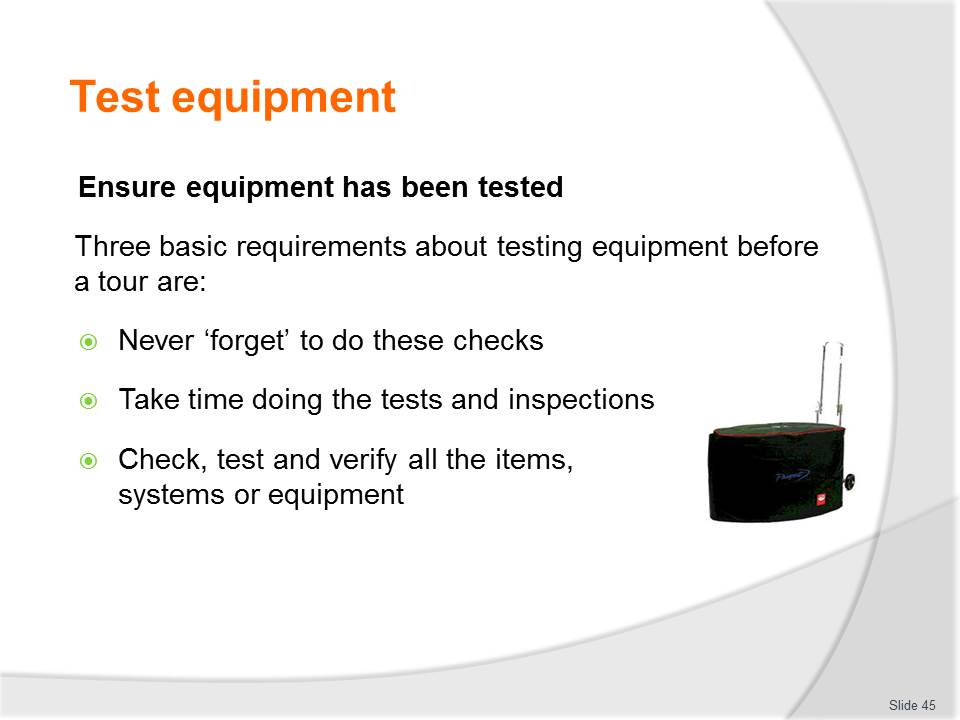 Test equipment
Ensure equipment has been tested
Three basic requirements about testing equipment before
a tour are:
Never ‘forget’ to do these checks
Take time doing the tests and inspections
Check, test and verify all the items,
systems or equipment
Slide 45